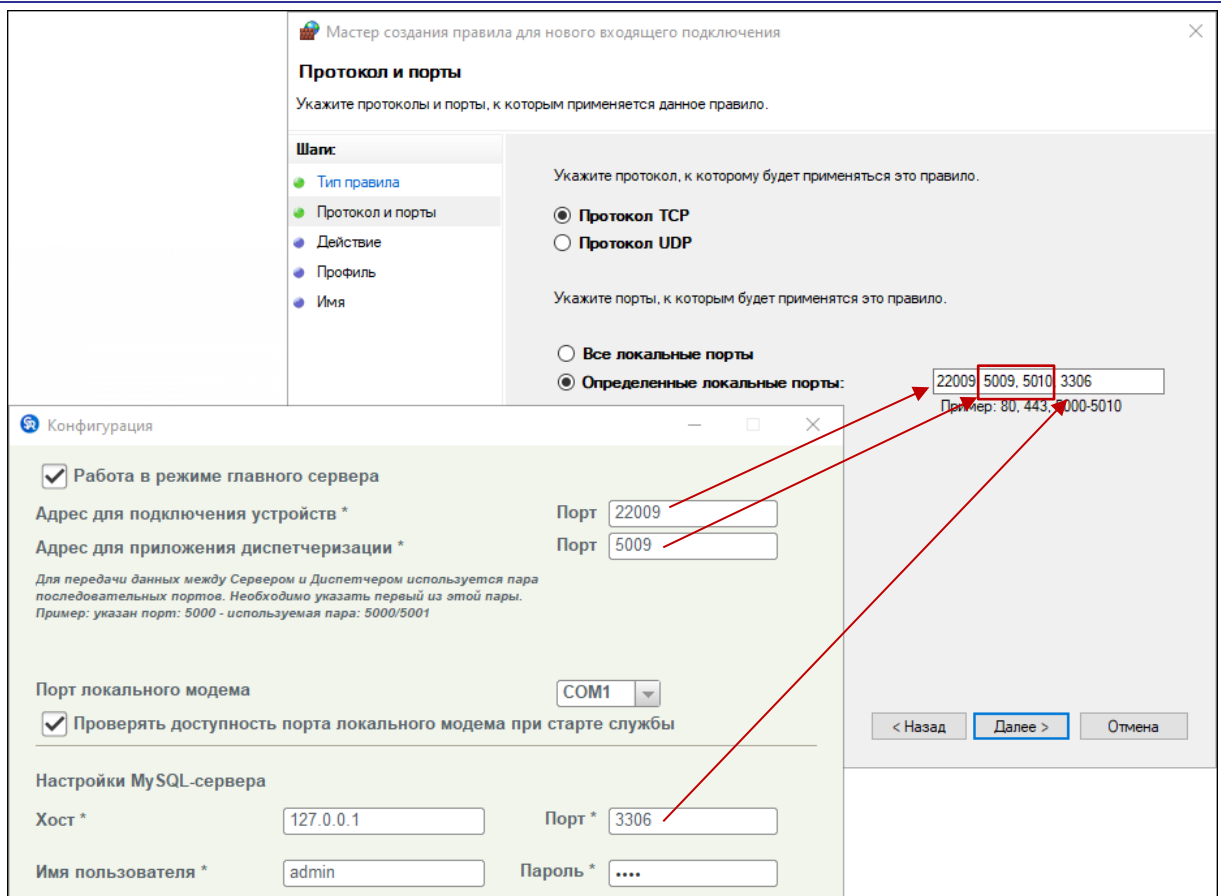 Мастер создания правила для нового входящего подключения
Протокол и порты
Укажите протоколы и порты, к которым применяется данное правило.
Шаги:
Тип правила
Протокол и порты
Действие
Профиль
Имя
Укажите протокол, к которому будет применяться это правило.
Протокол TCP
Протокол UDP
Укажите порты, к которым будет применятся это правило.
Все локальные порты
Определенные локальные порты:
22009, 5009, 5010, 3306
Пример: 80, 443, 5000-5010
< Назад
Далее >
Отмена
Конфигурация
Работа в режиме главного сервера
Адрес для подключения устройств * Порт 22009
Адрес для приложения диспетчеризации * Порт 5009
Для передачи данных между Сервером и Диспетчером используется пара
последовательных портов. Необходимо указать первый из этой пары.
Пример: указан порт: 5000 - используемая пара: 5000/5001
Порт локального модема COM1
Проверять доступность порта локального модема при старте службы
Настройки MySQL-сервера
Хост * 127.0.0.1 Порт * 3306
Имя пользователя * admin Пароль * ••••